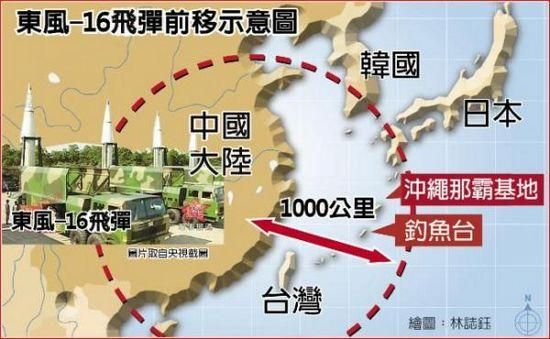 東風-16飛彈前移示意圖
韓國
日本
中國
大陸
東風-16飛彈
圖片取自央視截圖
1000公里
沖繩那霸基地
釣魚台
台灣
繪圖：林誌鈺
N